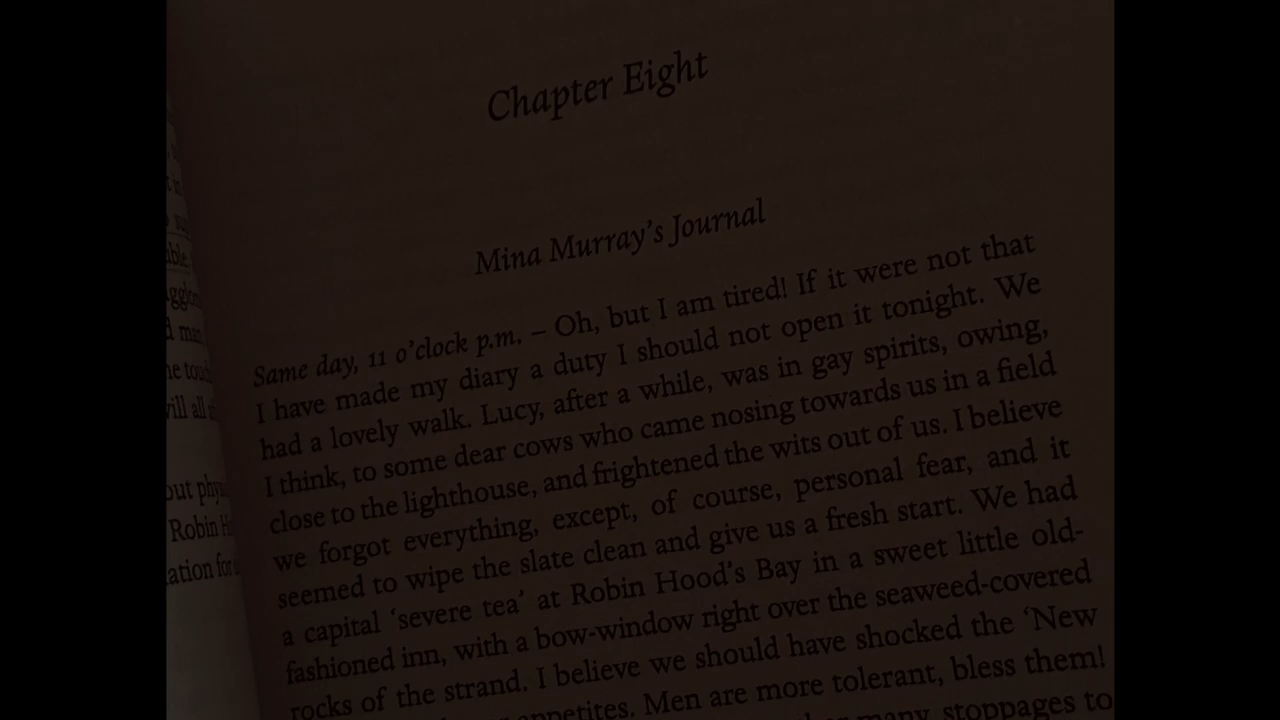 Chapter Eight
Mina Murray's Journal
Same day, 11 o'clock p.m. – Oh, but I am tired! If it were not that
I have made my diary a duty I should not open it tonight. We
had a lovely walk. Lucy, after a while, was in gay spirits, owing,
I think, to some dear cows who came nosing towards us in a field
close to the lighthouse, and frightened the wits out of us. I believe
we forgot everything, except, of course, personal fear, and it
seemed to wipe the slate clean and give us a fresh start. We had
a capital 'severe tea' at Robin Hood's Bay in a sweet little old-
fashioned inn, with a bow-window right over the seaweed-covered
rocks of the strand. I believe we should have shocked the 'New
appetites. Men are more tolerant, bless them!
many stoppages to
out
Robin